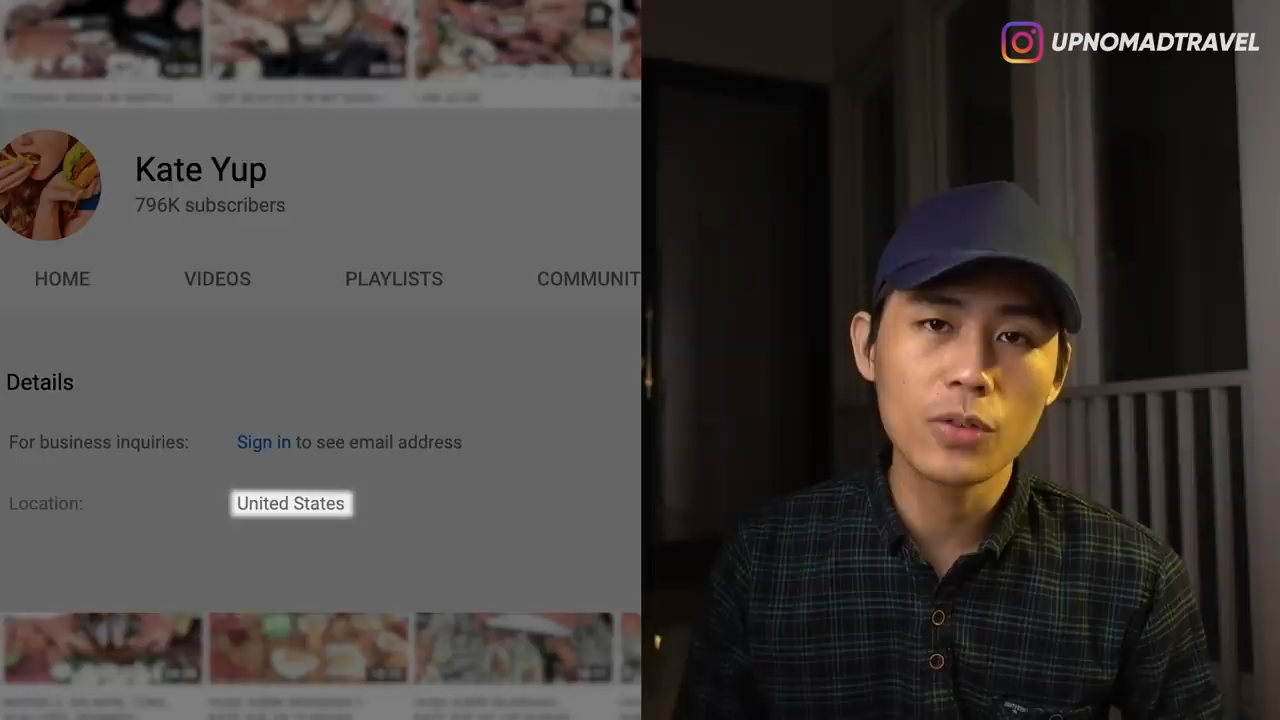 UPNOMADTRAVEL
Kate Yup
796K subscribers
HOME VIDEOS PLAYLISTS COMMUNIT
Details
For business inquiries: Sign in to see email address
Location: United States